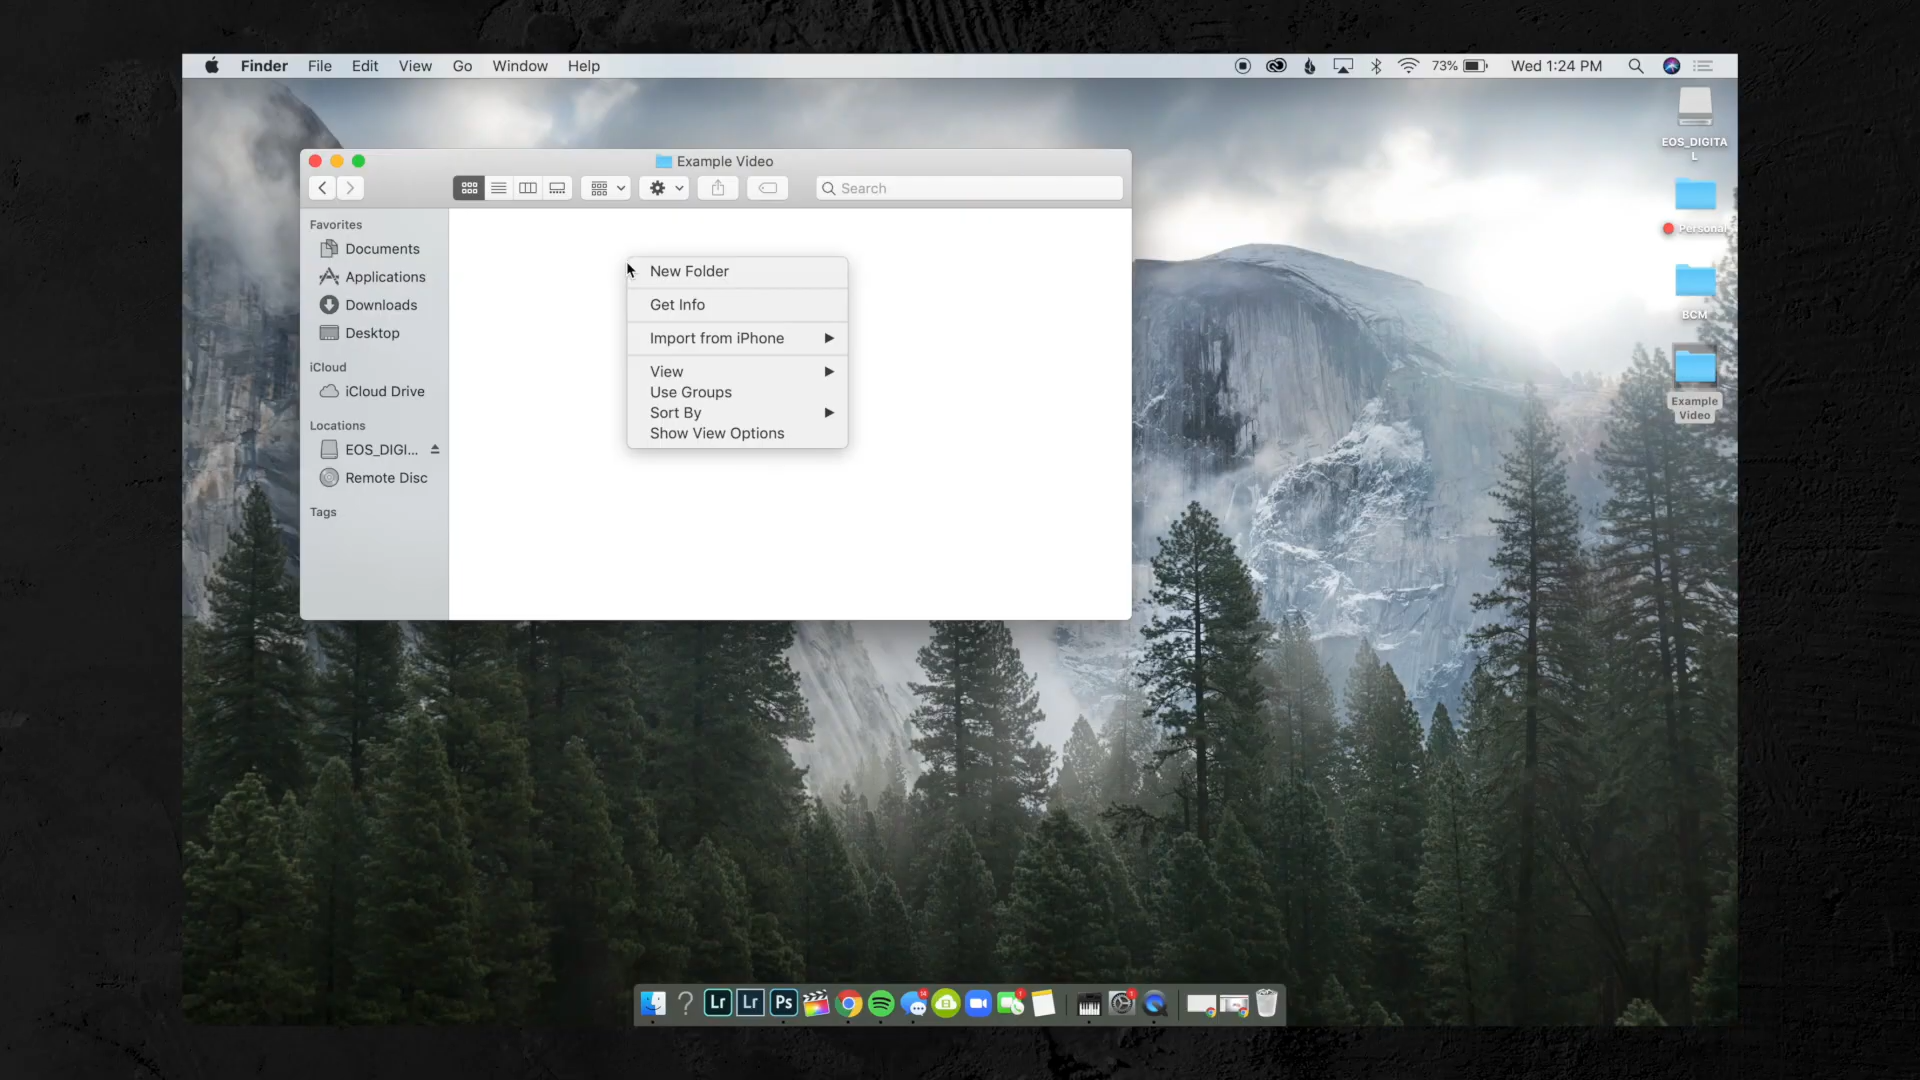 Finder File Edit View Go Window Help 73% Wed 1:24 PM
EOS_DIGITA
L
Personal
BCM
Example
Video
Example Video
Search
Favorites
Documents
Applications
Downloads
Desktop
iCloud
iCloud Drive
Locations
EOS_DIGI...
Remote Disc
Tags
New Folder
Get Info
Import from iPhone
View
Use Groups
Sort By
Show View Options
? Lr Lr Ps